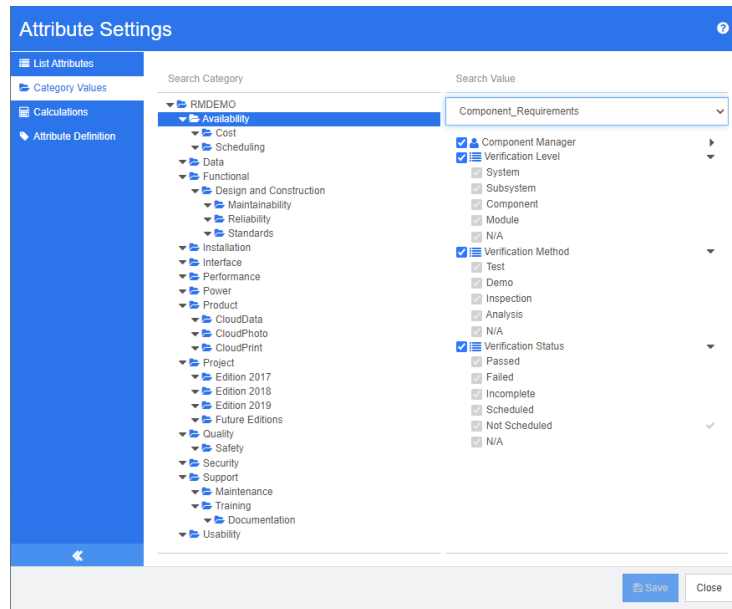 Attribute Settings
List Attributes
Category Values
Calculations
Attribute Definition
Search Category
RMDEMO
Availability
Cost
Scheduling
Data
Functional
Design and Construction
Maintainability
Reliability
Standards
Installation
Interface
Performance
Power
Product
CloudData
CloudPhoto
CloudPrint
Project
Edition 2017
Edition 2018
Edition 2019
Future Editions
Quality
Safety
Security
Support
Maintenance
Training
Documentation
Usability
Search Value
Component_Requirements
Component Manager
Verification Level
System
Subsystem
Component
Module
N/A
Verification Method
Test
Demo
Inspection
Analysis
N/A
Verification Status
Passed
Failed
Incomplete
Scheduled
Not Scheduled
N/A
Save
Close